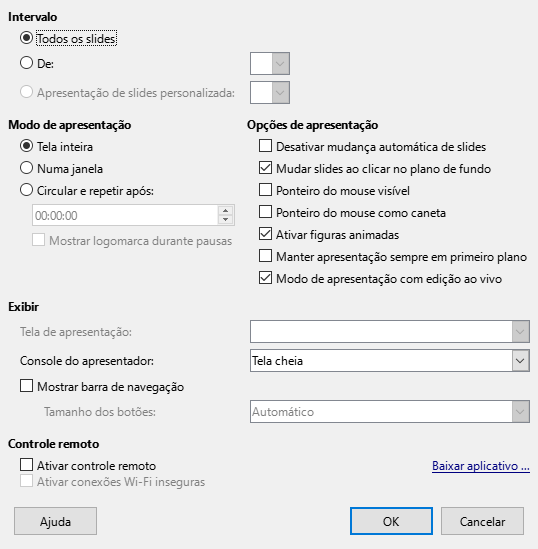 Intervalo
Todos os slides
De:
Apresentação de slides personalizada:
Modo de apresentação
Tela inteira
Numa janela
Circular e repetir após:
00:00:00
Mostrar logomarca durante pausas
Opções de apresentação
Desativar mudança automática de slides
Mudar slides ao clicar no plano de fundo
Ponteiro do mouse visível
Ponteiro do mouse como caneta
Ativar figuras animadas
Manter apresentação sempre em primeiro plano
Modo de apresentação com edição ao vivo
Exibir
Tela de apresentação:
Console do apresentador: Tela cheia
Mostrar barra de navegação
Tamanho dos botões: Automático
Controle remoto
Ativar controle remoto Baixar aplicativo ...
Ativar conexões Wi-Fi inseguras
Ajuda OK Cancelar